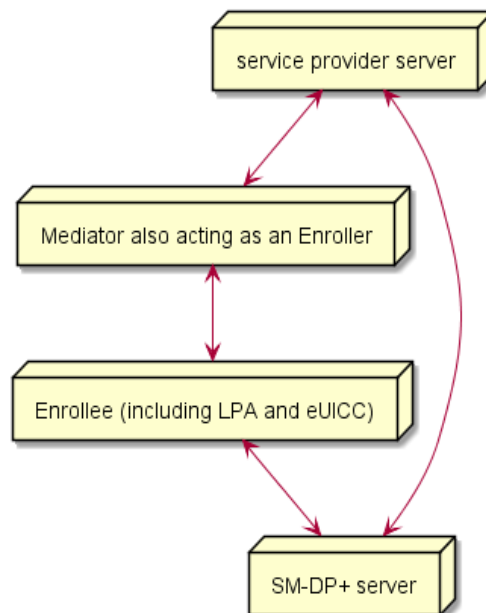 service provider server
Mediator also acting as an Enroller
Enrollee (including LPA and eUICC)
SM-DP+ server